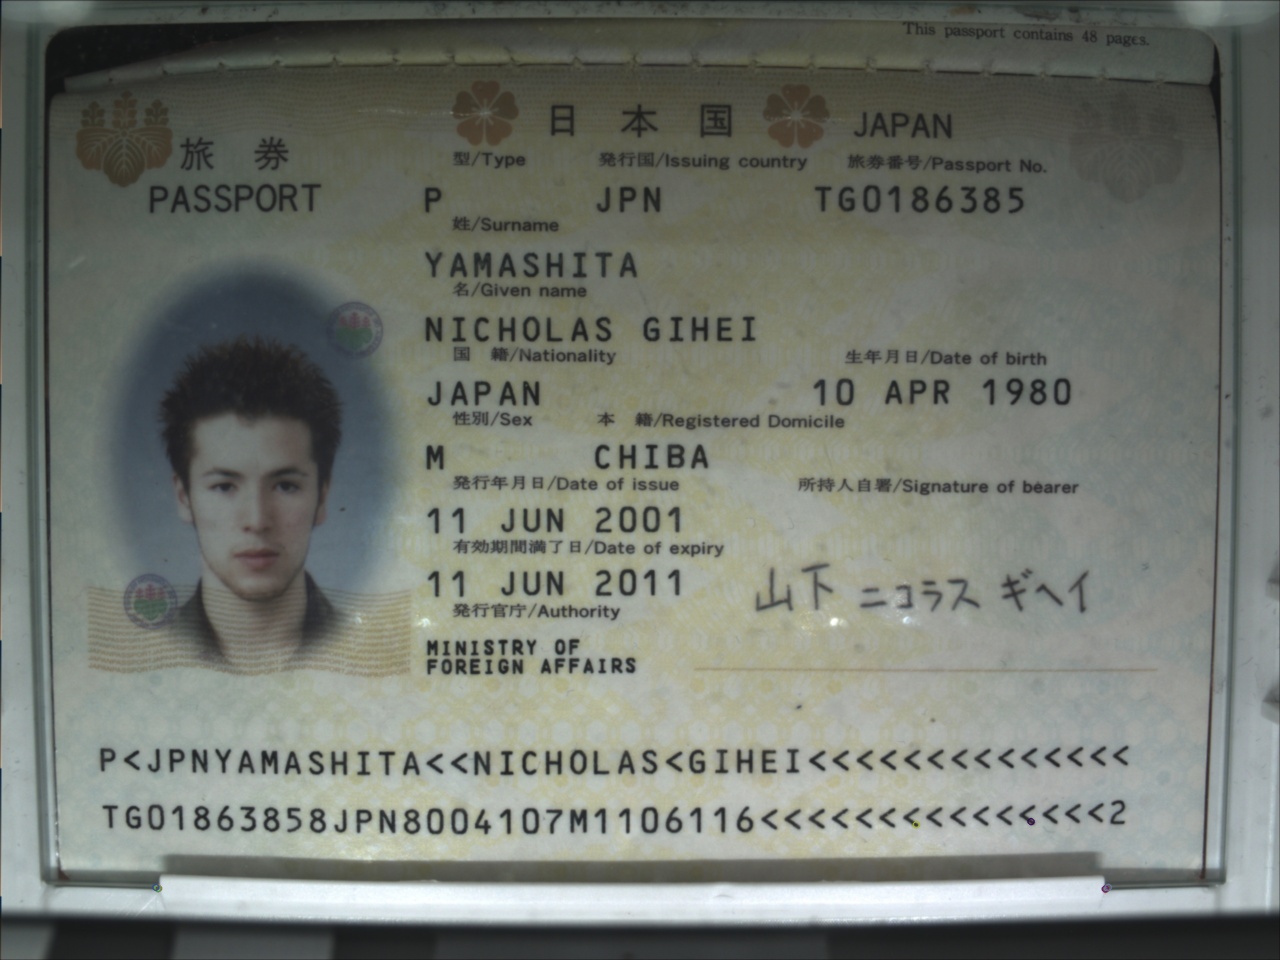 This passport contains 48 pages.
旅 券 日 本 国 JAPAN
PASSPORT
型/Type 発行国/Issuing country 旅券番号/Passport No.
P JPN TG0186385
姓/Surname
YAMASHITA
名/Given name
NICHOLAS GIHEI
国 籍/Nationality 生年月日/Date of birth
JAPAN 10 APR 1980
性別/Sex 本 籍/Registered Domicile
M CHIBA
発行年月日/Date of issue 所持人自署/Signature of bearer
11 JUN 2001
有効期間満了日/Date of expiry
11 JUN 2011 山下 ニコラス ギヘイ
発行官庁/Authority
MINISTRY OF
FOREIGN AFFAIRS
P<JPNYAMASHITA<<NICHOLAS<GIHEI<<<<<<<<<<<<<<
TG01863858JPN8004107M1106116<<<<<<<<<<<<<<<2